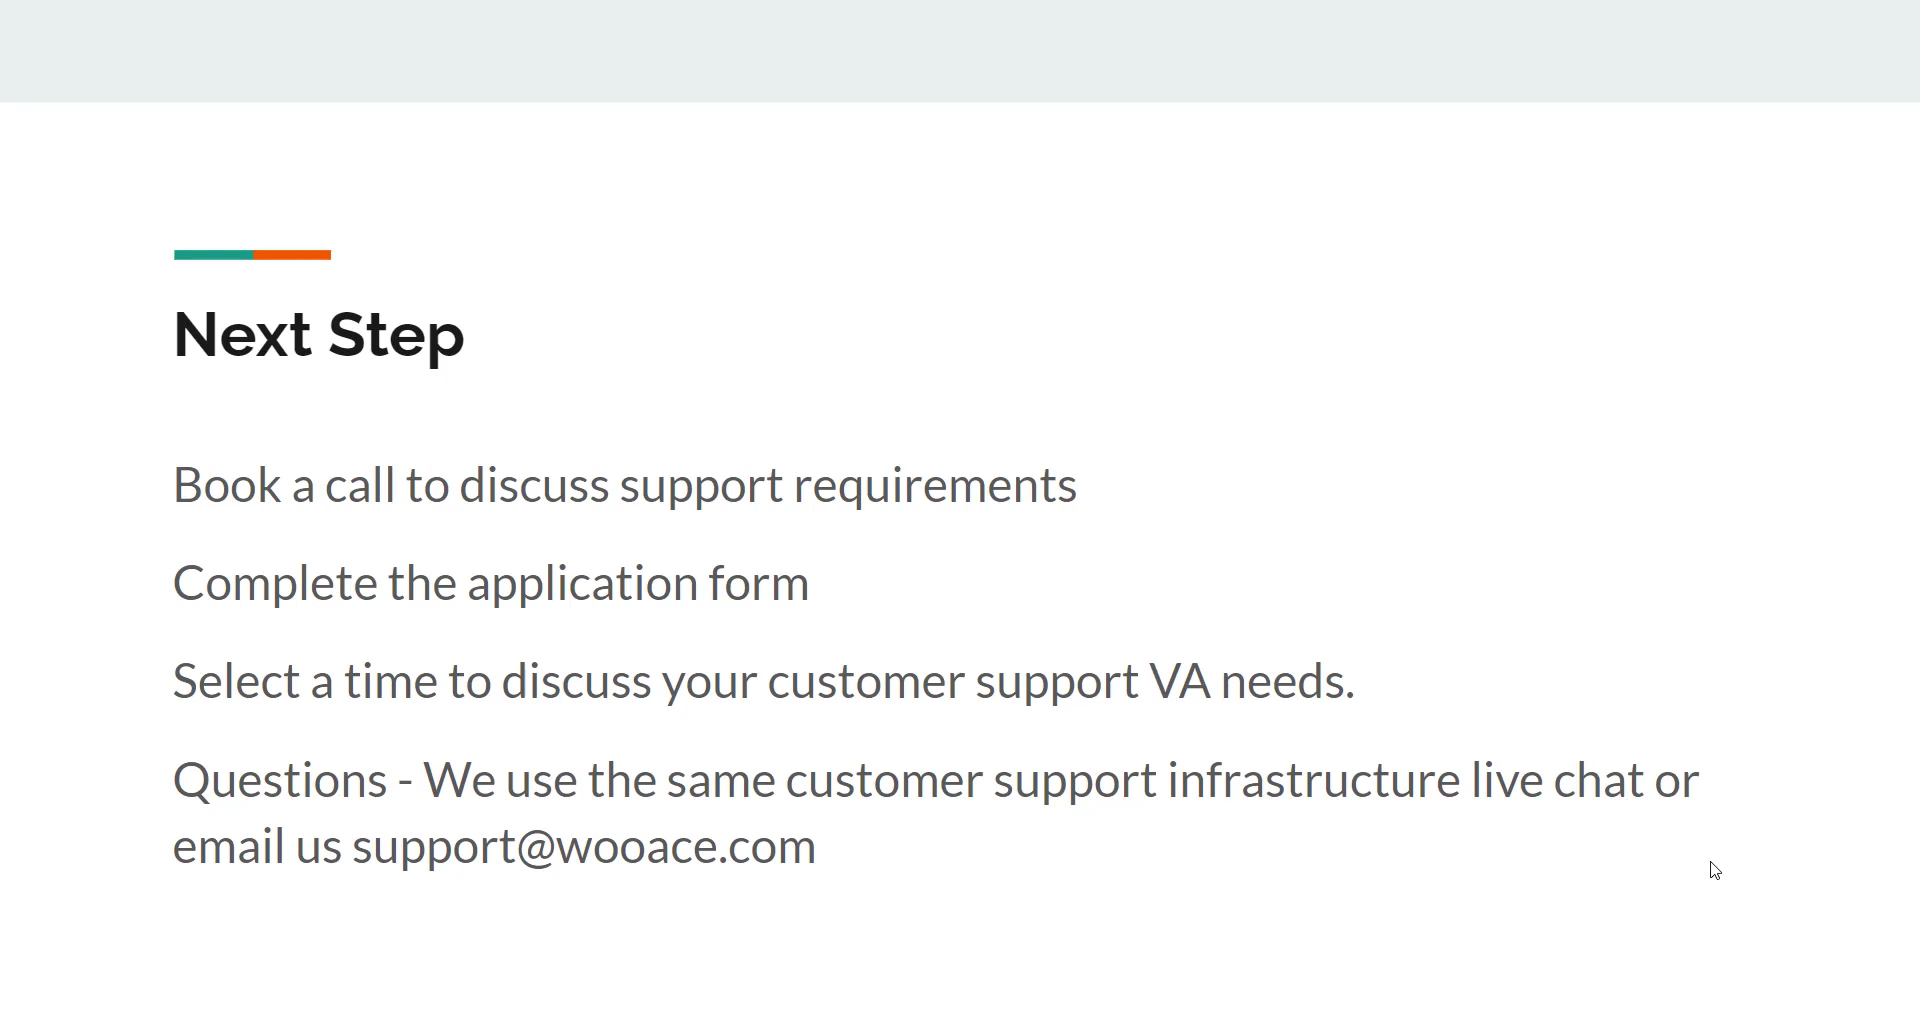 Next Step
Book a call to discuss support requirements
Complete the application form
Select a time to discuss your customer support VA needs.
Questions - We use the same customer support infrastructure live chat or
email us support@wooace.com